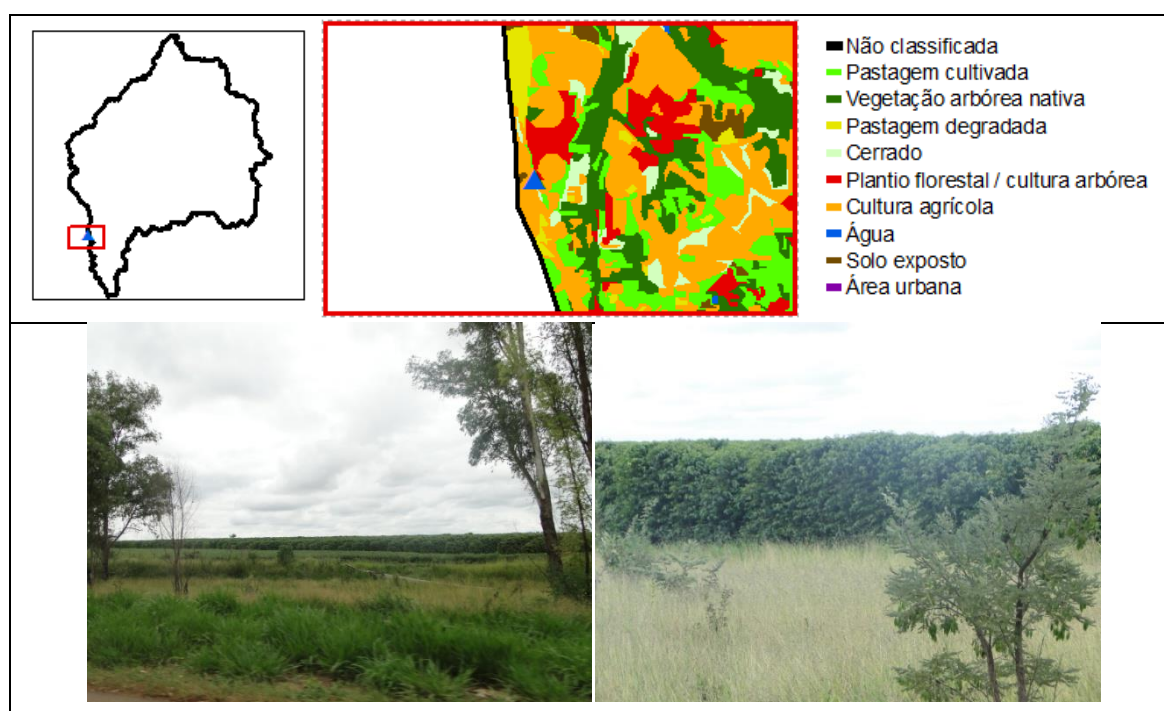 Não classificada
Pastagem cultivada
Vegetação arbórea nativa
Pastagem degradada
Cerrado
Plantio florestal / cultura arbórea
Cultura agrícola
Água
Solo exposto
Área urbana